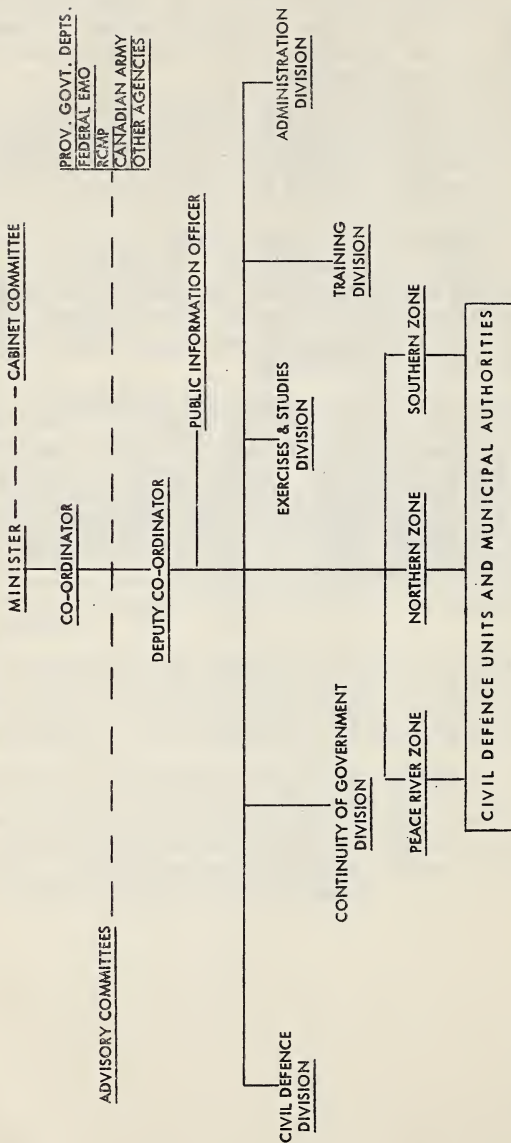 MINISTER
CABINET COMMITTEE
CO-ORDINATOR
PROV. GOVT. DEPTS.
FEDERAL EMO
RCMP
CANADIAN ARMY
OTHER AGENCIES
ADVISORY COMMITTEES
DEPUTY CO-ORDINATOR
PUBLIC INFORMATION OFFICER
CIVIL DEFENCE
DIVISION
CONTINUITY OF GOVERNMENT
DIVISION
EXERCISES & STUDIES
DIVISION
TRAINING
DIVISION
ADMINISTRATION
DIVISION
PEACE RIVER ZONE
NORTHERN ZONE
SOUTHERN ZONE
CIVIL DEFENCE UNITS AND MUNICIPAL AUTHORITIES